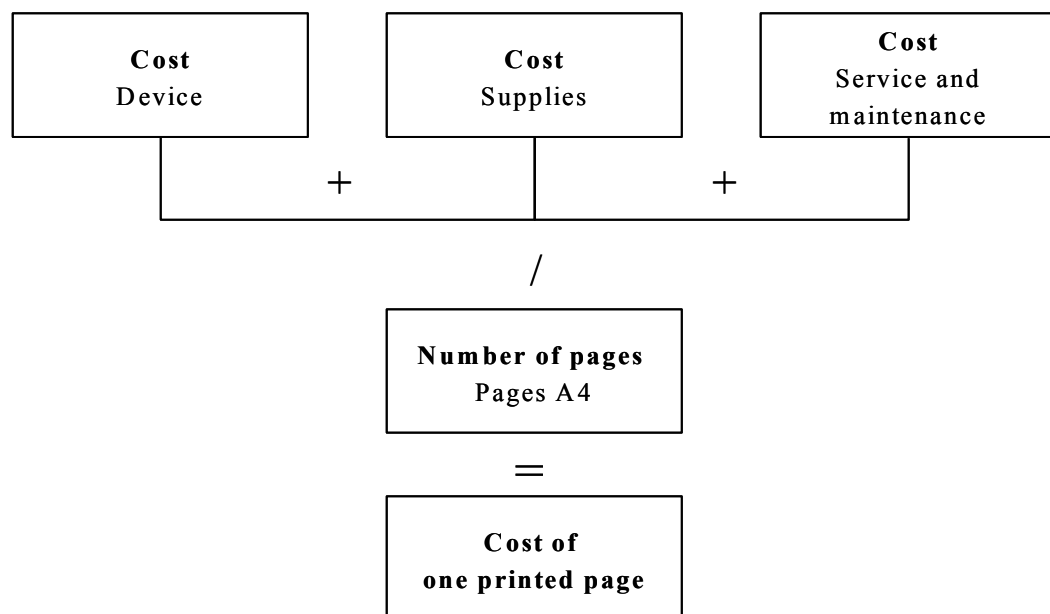 Cost
Device
Cost
Supplies
Cost
Service and
maintenance
+
+
/
Number of pages
Pages A4
=
Cost of
one printed page